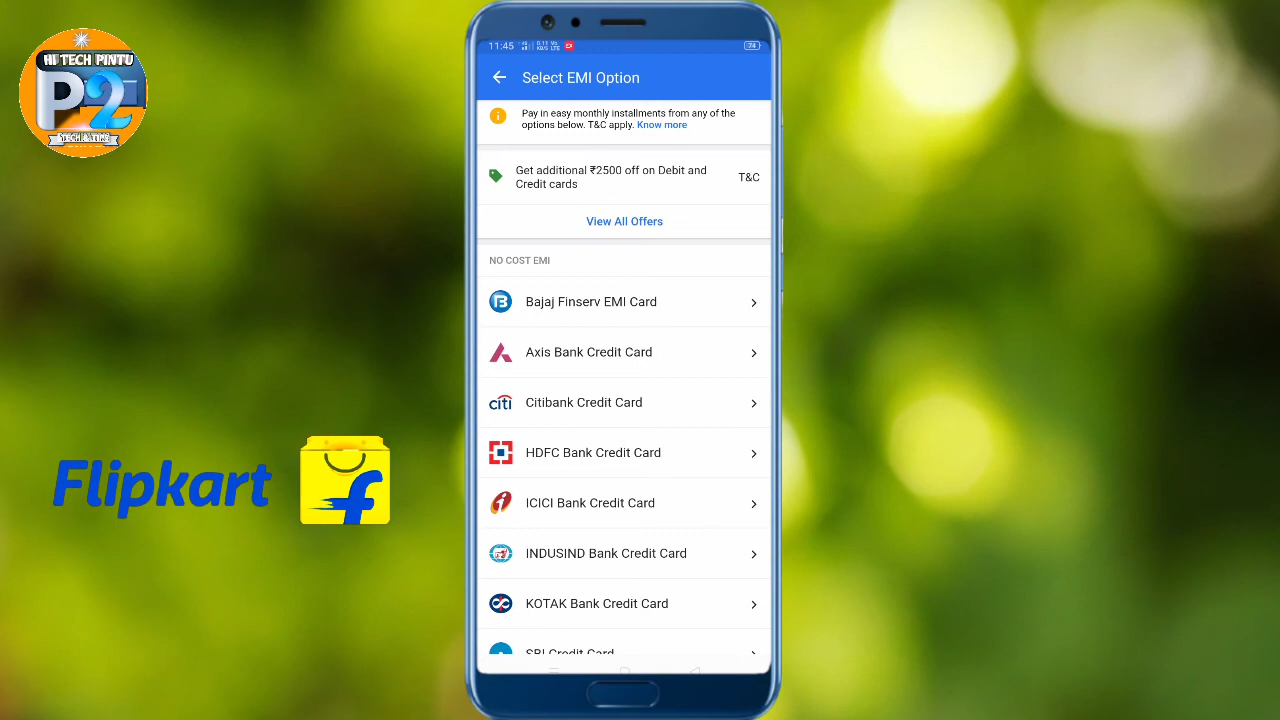 HI TECH PINTU
P2
11:45
74
Select EMI Option
Pay in easy monthly installments from any of the
options below. T&C apply. Know more
Get additional ₹2500 off on Debit and
Credit cards
T&C
View All Offers
NO COST EMI
Bajaj Finserv EMI Card
Axis Bank Credit Card
citi Citibank Credit Card
HDFC Bank Credit Card
ICICI Bank Credit Card
INDUSIND Bank Credit Card
KOTAK Bank Credit Card
SBI Credit Card
Flipkart
f